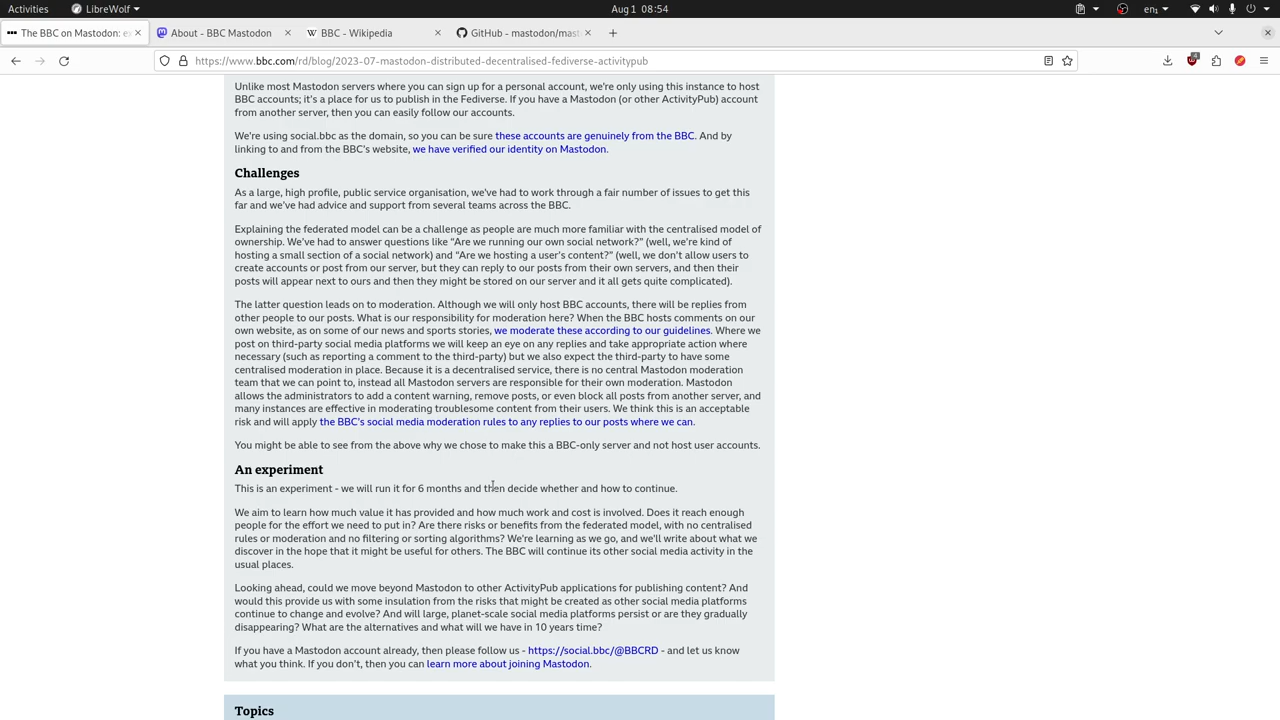 Activities
LibreWolf
Aug 1 08:54
en1
The BBC on Mastodon: ex
About - BBC Mastodon
BBC - Wikipedia
GitHub - mastodon/mast
https://www.bbc.com/rd/blog/2023-07-mastodon-distributed-decentralised-fediverse-activitypub
4
Unlike most Mastodon servers where you can sign up for a personal account, we're only using this instance to host
BBC accounts; it's a place for us to publish in the Fediverse. If you have a Mastodon (or other ActivityPub) account
from another server, then you can easily follow our accounts.
We're using social.bbc as the domain, so you can be sure these accounts are genuinely from the BBC. And by
linking to and from the BBC's website, we have verified our identity on Mastodon.
Challenges
As a large, high profile, public service organisation, we've had to work through a fair number of issues to get this
far and we've had advice and support from several teams across the BBC.
Explaining the federated model can be a challenge as people are much more familiar with the centralised model of
ownership. We've had to answer questions like "Are we running our own social network?" (well, we're kind of
hosting a small section of a social network) and "Are we hosting a user's content?" (well, we don't allow users to
create accounts or post from our server, but they can reply to our posts from their own servers, and then their
posts will appear next to ours and then they might be stored on our server and it all gets quite complicated).
The latter question leads on to moderation. Although we will only host BBC accounts, there will be replies from
other people to our posts. What is our responsibility for moderation here? When the BBC hosts comments on our
own website, as on some of our news and sports stories, we moderate these according to our guidelines. Where we
post on third-party social media platforms we will keep an eye on any replies and take appropriate action where
necessary (such as reporting a comment to the third-party) but we also expect the third-party to have some
centralised moderation in place. Because it is a decentralised service, there is no central Mastodon moderation
team that we can point to, instead all Mastodon servers are responsible for their own moderation. Mastodon
allows the administrators to add a content warning, remove posts, or even block all posts from another server, and
many instances are effective in moderating troublesome content from their users. We think this is an acceptable
risk and will apply the BBC's social media moderation rules to any replies to our posts where we can.
You might be able to see from the above why we chose to make this a BBC-only server and not host user accounts.
An experiment
This is an experiment - we will run it for 6 months and then decide whether and how to continue.
We aim to learn how much value it has provided and how much work and cost is involved. Does it reach enough
people for the effort we need to put in? Are there risks or benefits from the federated model, with no centralised
rules or moderation and no filtering or sorting algorithms? We're learning as we go, and we'll write about what we
discover in the hope that it might be useful for others. The BBC will continue its other social media activity in the
usual places.
Looking ahead, could we move beyond Mastodon to other ActivityPub applications for publishing content? And
would this provide us with some insulation from the risks that might be created as other social media platforms
continue to change and evolve? And will large, planet-scale social media platforms persist or are they gradually
disappearing? What are the alternatives and what will we have in 10 years time?
If you have a Mastodon account already, then please follow us - https://social.bbc/@BBCRD - and let us know
what you think. If you don't, then you can learn more about joining Mastodon.
Topics